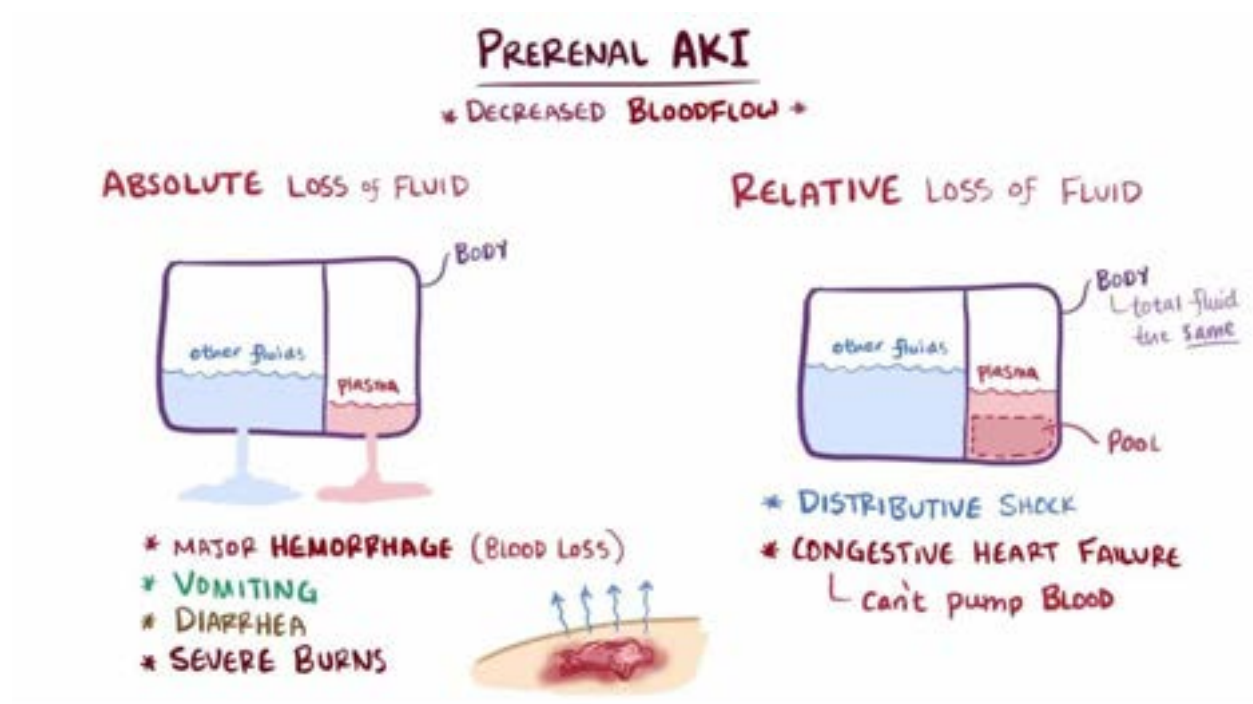 PRERENAL AKI
* DECREASED BLOODFLOW *
ABSOLUTE LOSS of FLUID
BODY
other fluids
plasma
* MAJOR HEMORRHAGE (BLOOD LOSS)
* VOMITING
* DIARRHEA
* SEVERE BURNS
RELATIVE LOSS of FLUID
BODY
total fluid
the same
other fluids
plasma
POOL
* DISTRIBUTIVE SHOCK
* CONGESTIVE HEART FAILURE
can't pump BLOOD